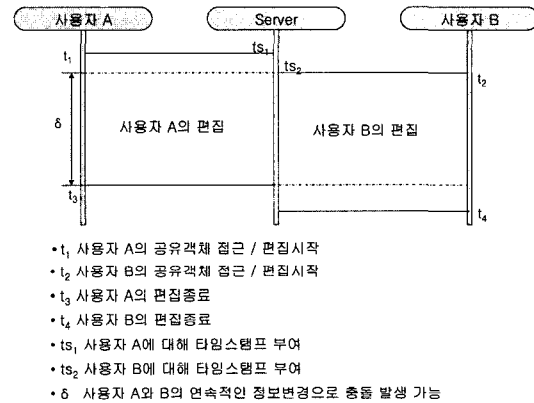 사용자 A
Server
사용자 B
t₁
ts₁
ts₂
t₂
δ
사용자 A의 편집
사용자 B의 편집
t₃
t₄
• t₁ 사용자 A의 공유객체 접근 / 편집시작
• t₂ 사용자 B의 공유객체 접근 / 편집시작
• t₃ 사용자 A의 편집종료
• t₄ 사용자 B의 편집종료
• ts₁ 사용자 A에 대해 타임스탬프 부여
• ts₂ 사용자 B에 대해 타임스탬프 부여
• δ 사용자 A와 B의 연속적인 정보변경으로 충돌 발생 가능